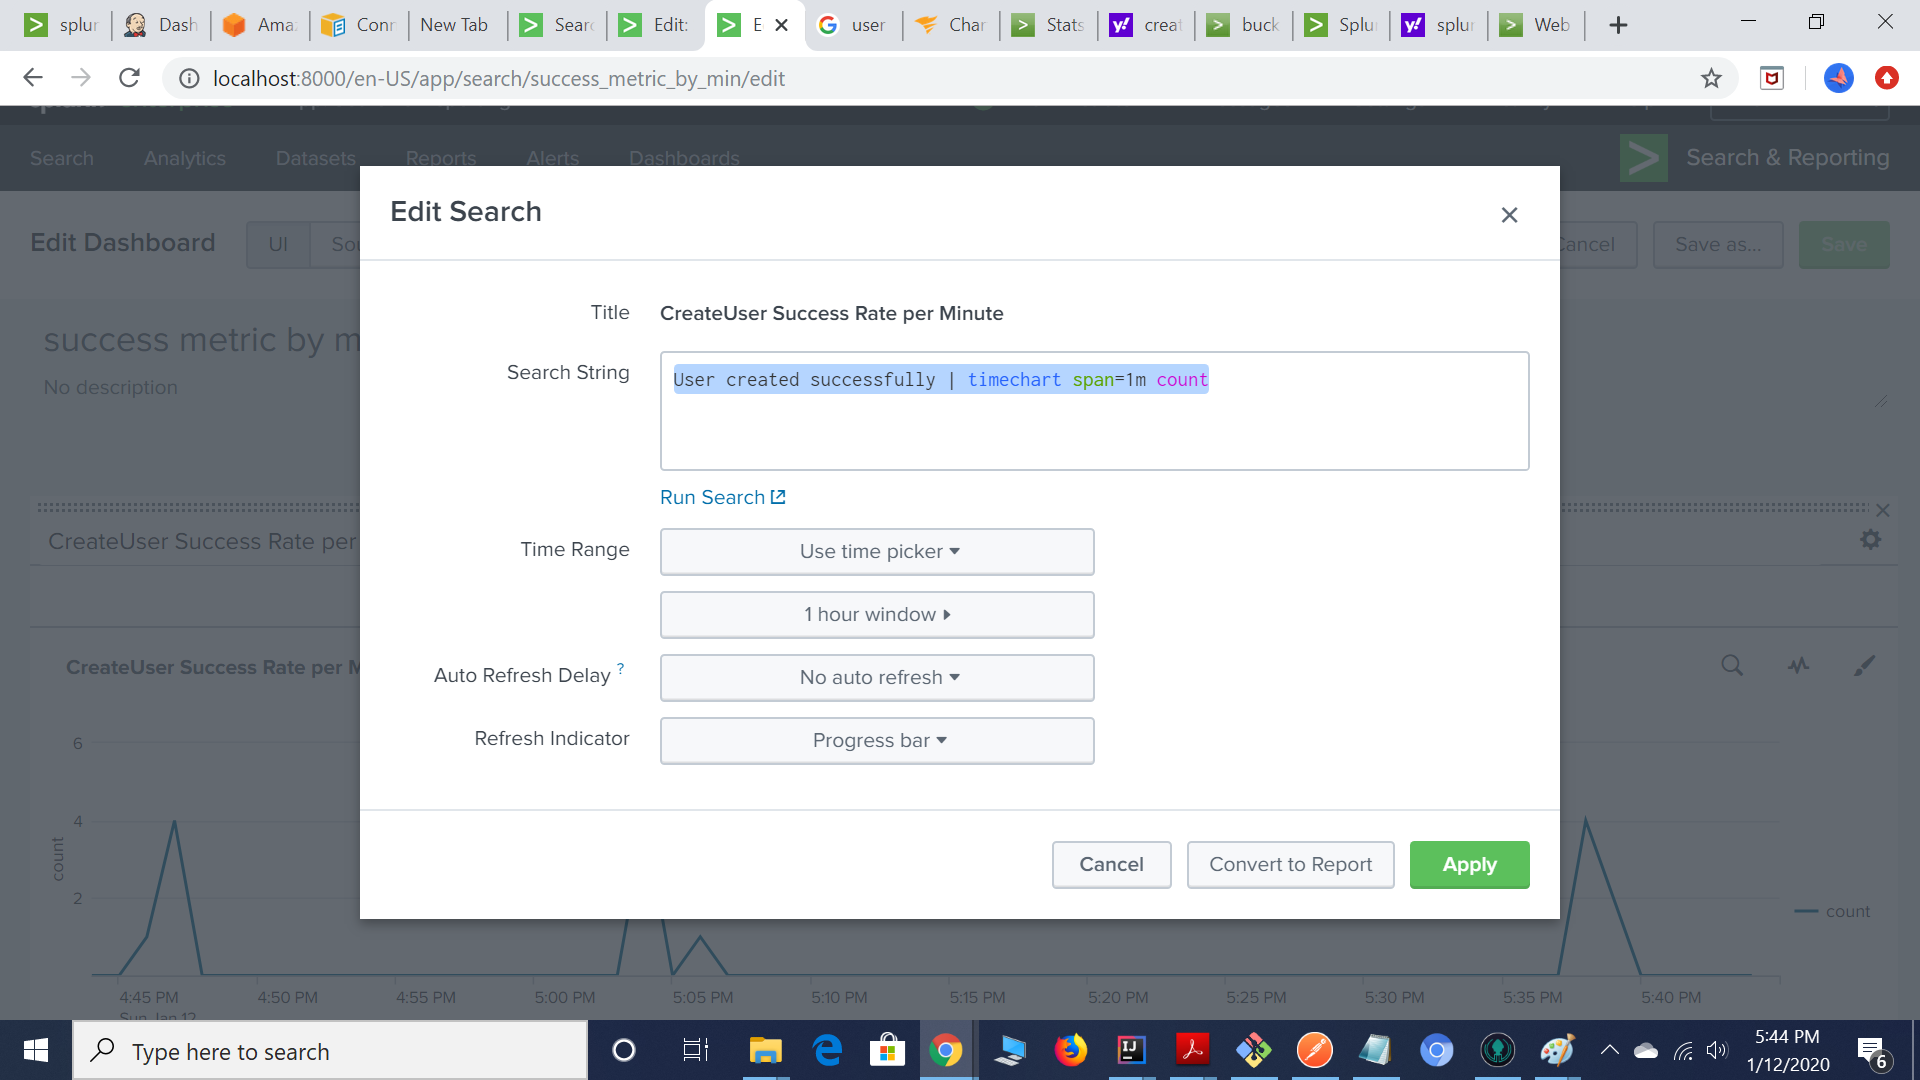 splun Dash Amaz Conn New Tab Searc Edit: E user Char Stats creat buck Splun splun Web
localhost:8000/en-US/app/search/success_metric_by_min/edit
Search Analytics Datasets Reports Alerts Dashboards Search & Reporting
Edit Dashboard UI Sou Cancel Save as... Save
success metric by m
No description
CreateUser Success Rate per
CreateUser Success Rate per M
Edit Search
Title CreateUser Success Rate per Minute
Search String User created successfully | timechart span=1m count
Run Search
Time Range Use time picker
1 hour window
Auto Refresh Delay ? No auto refresh
Refresh Indicator Progress bar
Cancel Convert to Report Apply
6
4
2
count
count
4:45 PM 4:50 PM 4:55 PM 5:00 PM 5:05 PM 5:10 PM 5:15 PM 5:20 PM 5:25 PM 5:30 PM 5:35 PM 5:40 PM
Sun Jan 12
Type here to search
5:44 PM
1/12/2020
6